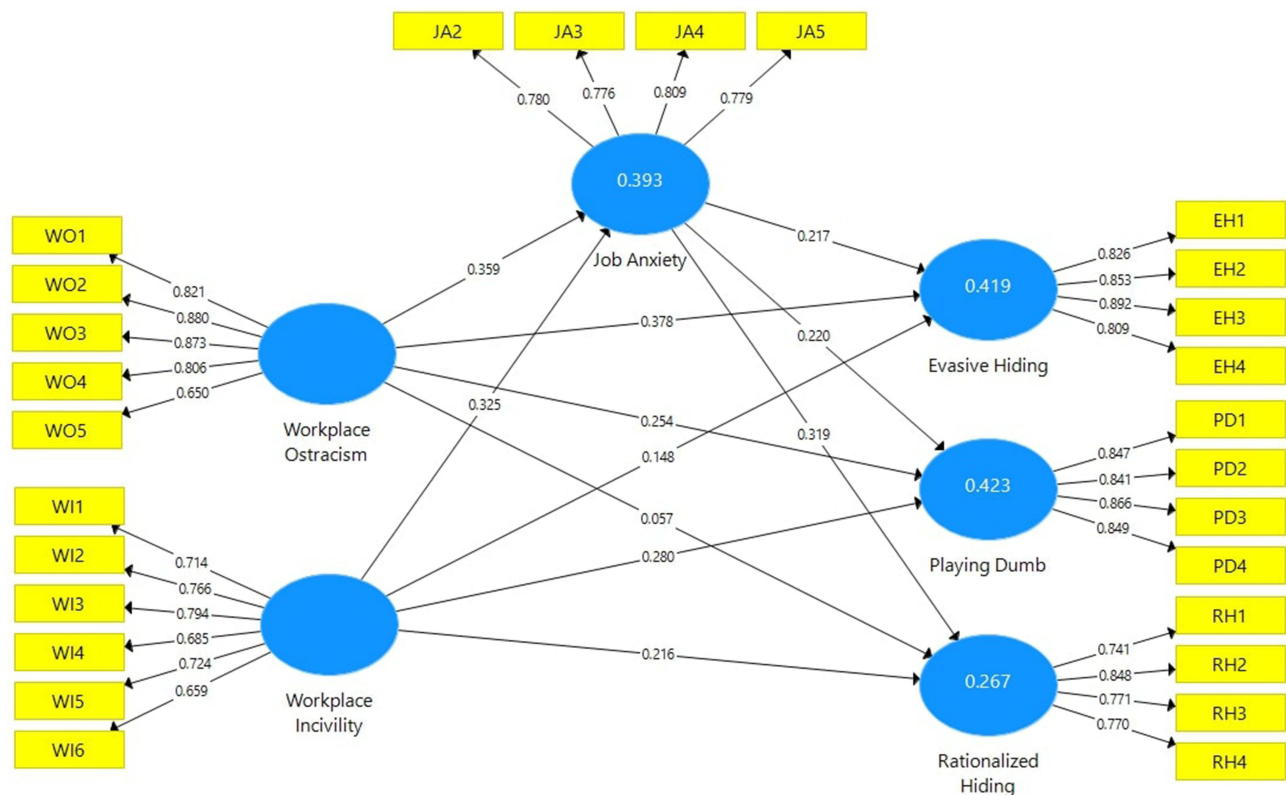 JA2 JA3 JA4 JA5
0.780 0.776 0.809 0.779
0.393
Job Anxiety
WO1
WO2
WO3
WO4
WO5
0.821
0.880
0.873
0.806
0.650
Workplace
Ostracism
WI1
WI2
WI3
WI4
WI5
WI6
0.714
0.766
0.794
0.685
0.724
0.659
Workplace
Incivility
0.359
0.325
0.217
0.378
0.220
0.254
0.148
0.319
0.057
0.280
0.216
0.419
Evasive Hiding
0.826
0.853
0.892
0.809
EH1
EH2
EH3
EH4
0.423
Playing Dumb
0.847
0.841
0.866
0.849
PD1
PD2
PD3
PD4
0.267
Rationalized
Hiding
0.741
0.848
0.771
0.770
RH1
RH2
RH3
RH4